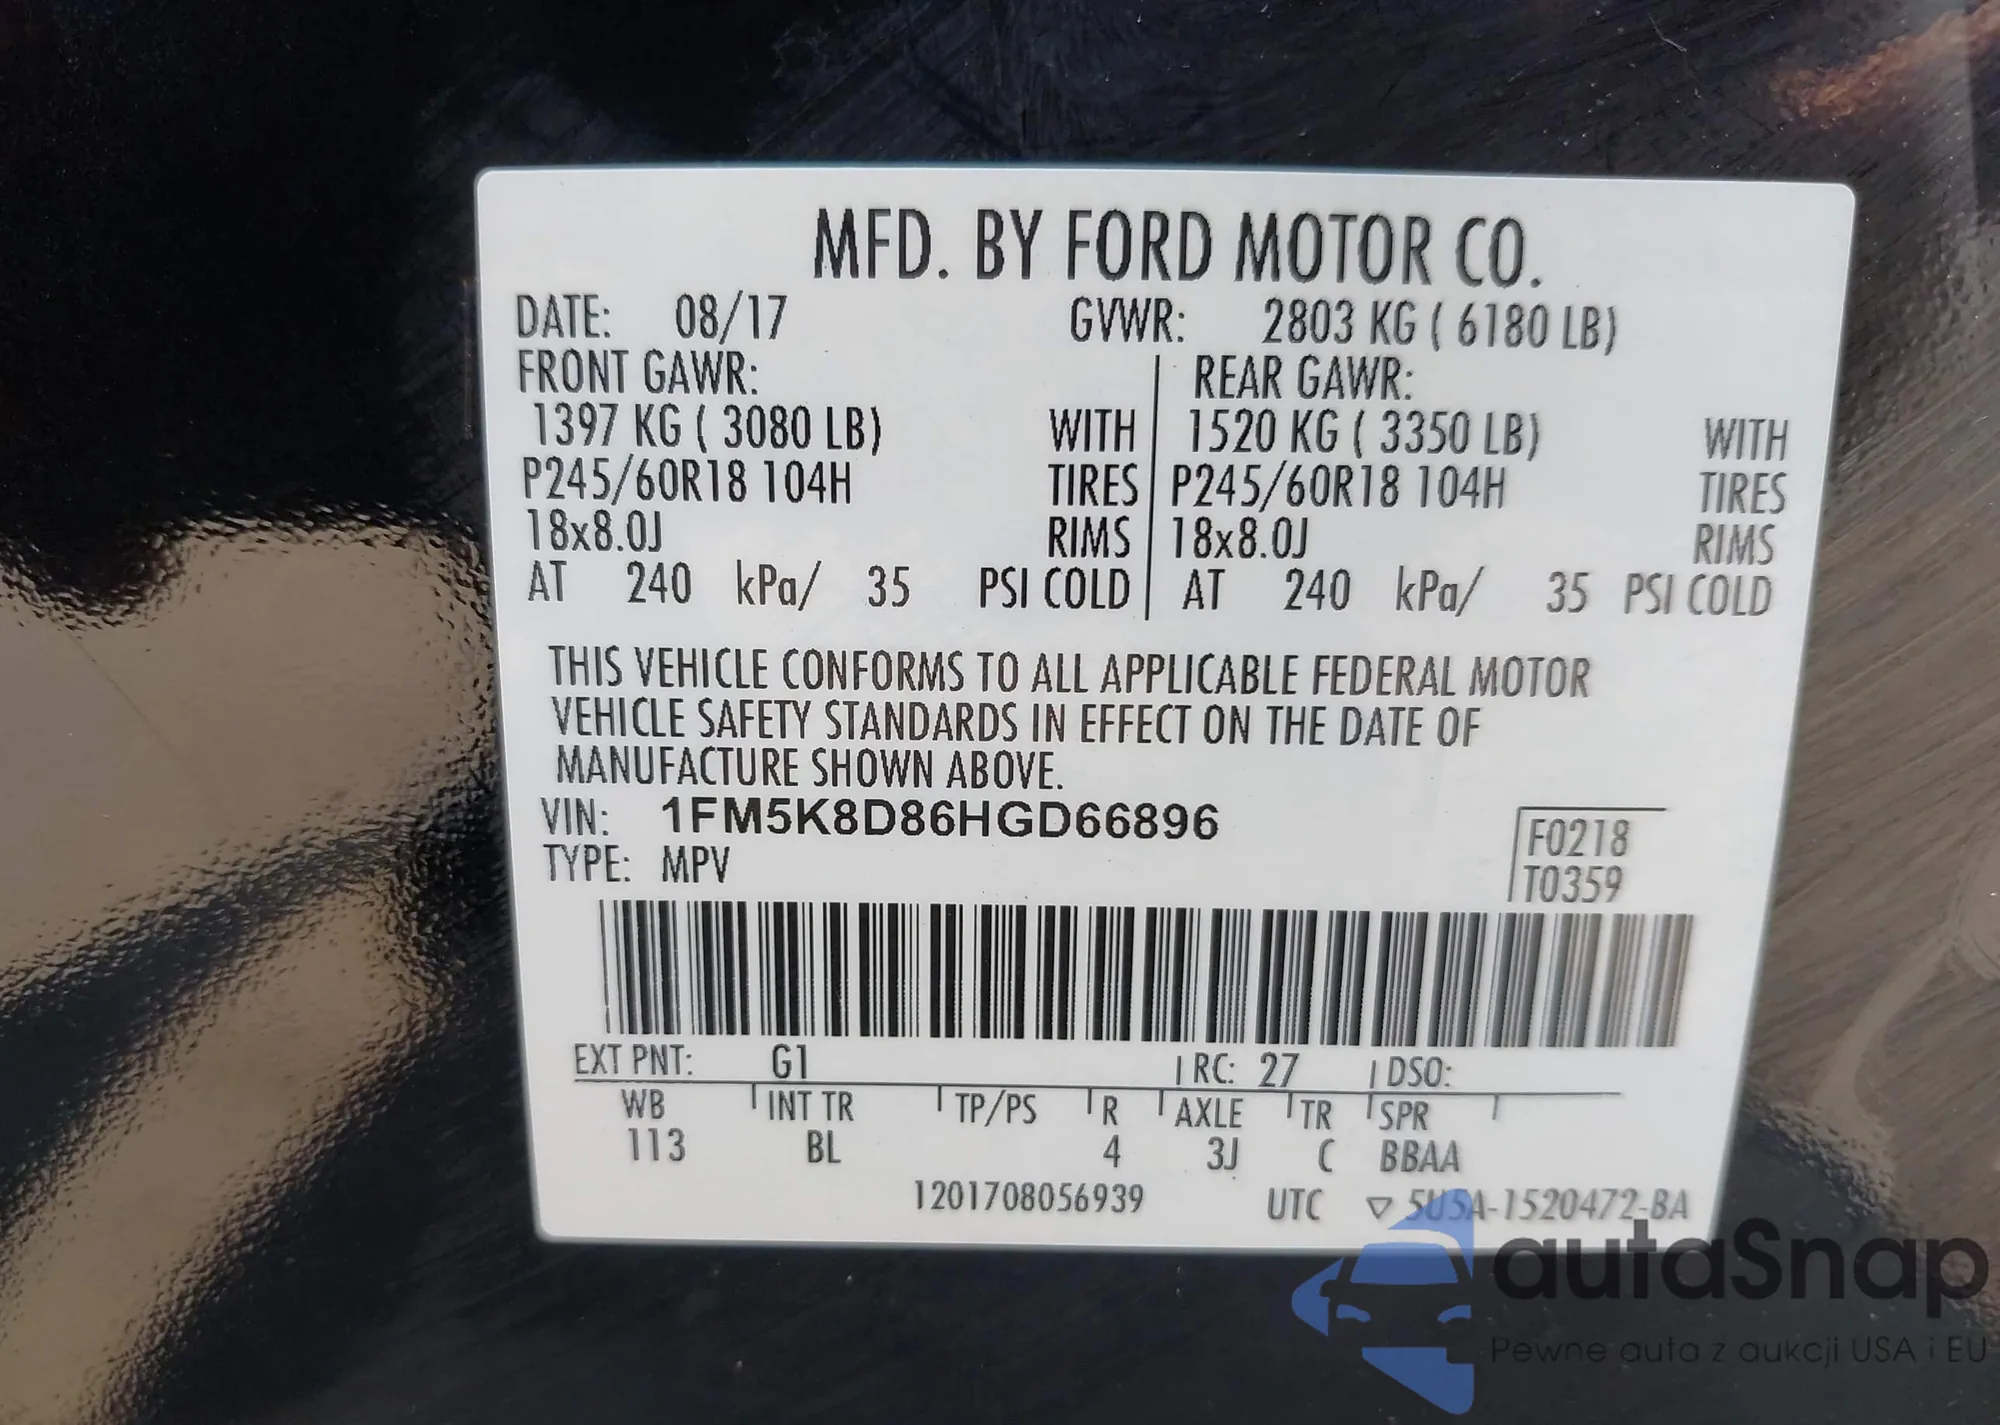 MFD. BY FORD MOTOR CO.
DATE: 08/17 GVWR: 2803 KG ( 6180 LB)
FRONT GAWR: REAR GAWR:
1397 KG ( 3080 LB) WITH 1520 KG ( 3350 LB) WITH
P245/60R18 104H TIRES P245/60R18 104H TIRES
18x8.0J RIMS 18x8.0J RIMS
AT 240 kPa/ 35 PSI COLD AT 240 kPa/ 35 PSI COLD
THIS VEHICLE CONFORMS TO ALL APPLICABLE FEDERAL MOTOR
VEHICLE SAFETY STANDARDS IN EFFECT ON THE DATE OF
MANUFACTURE SHOWN ABOVE.
VIN: 1FM5K8D86HGD66896
F0218
TYPE: MPV
T0359
EXT PNT: G1 RC: 27 DSO:
WB INT TR TP/PS R AXLE TR SPR
113 BL 4 3J C BBAA
1201708056939 UTC ▽ 5U5A-1520472-BA
autaSnap
Pewne auta z aukcji USA i EU